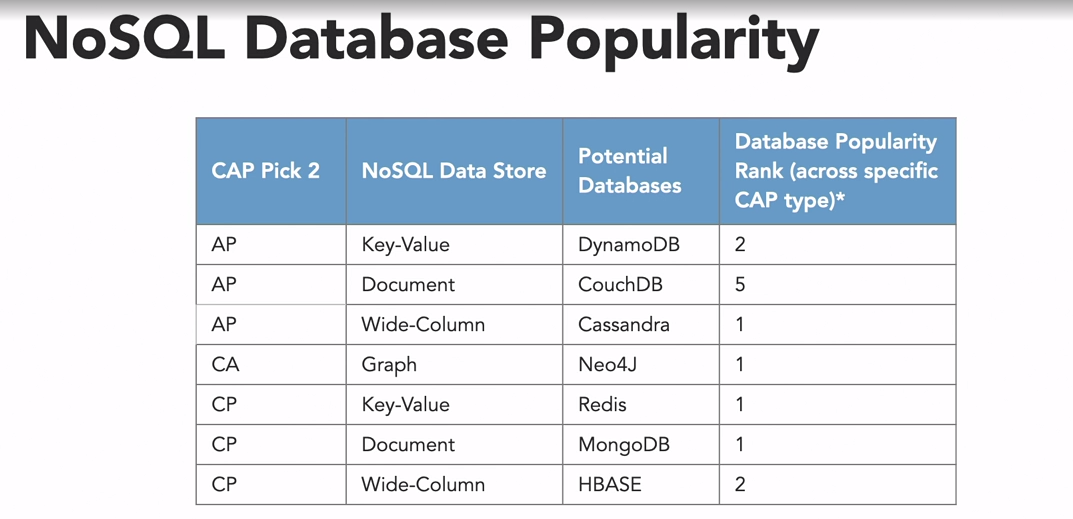 NoSQL Database Popularity
CAP Pick 2 NoSQL Data Store Potential Databases Database Popularity Rank (across specific CAP type)*
AP Key-Value DynamoDB 2
AP Document CouchDB 5
AP Wide-Column Cassandra 1
CA Graph Neo4J 1
CP Key-Value Redis 1
CP Document MongoDB 1
CP Wide-Column HBASE 2